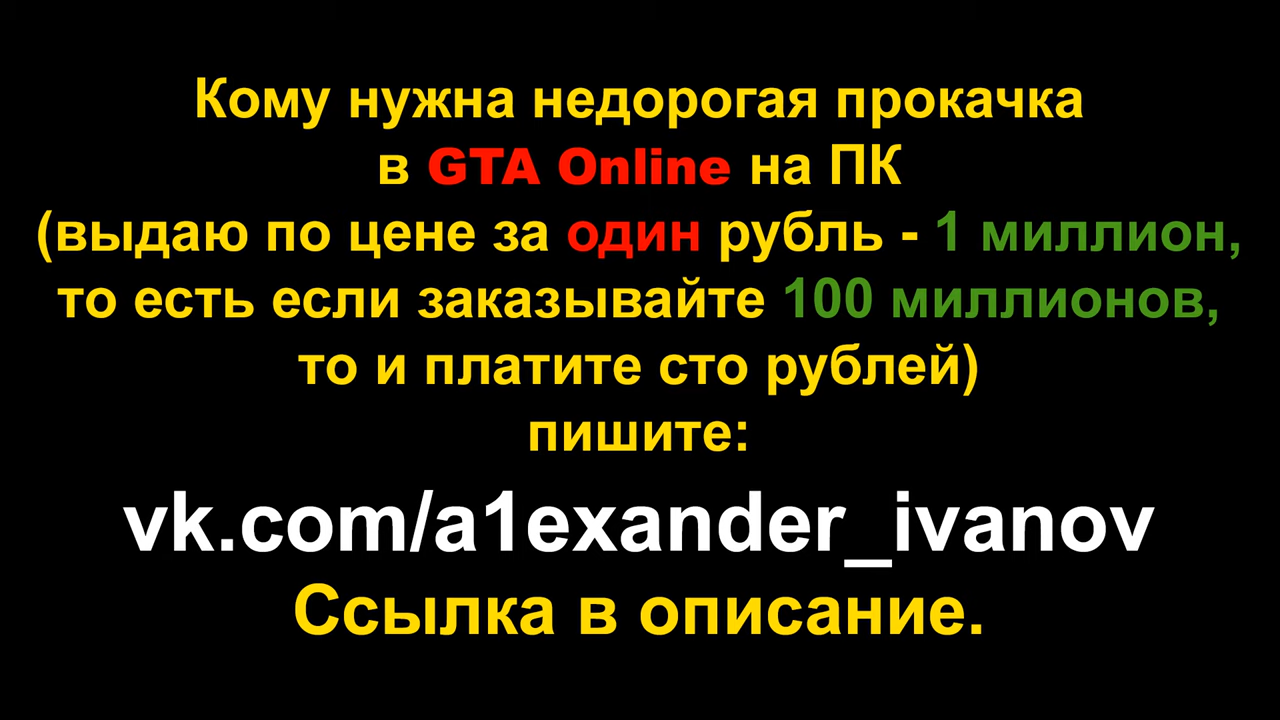 Кому нужна недорогая прокачка
в GTA Online на ПК
(выдаю по цене за один рубль - 1 миллион,
то есть если заказывайте 100 миллионов,
то и платите сто рублей)
пишите:
vk.com/a1exander_ivanov
Ссылка в описание.